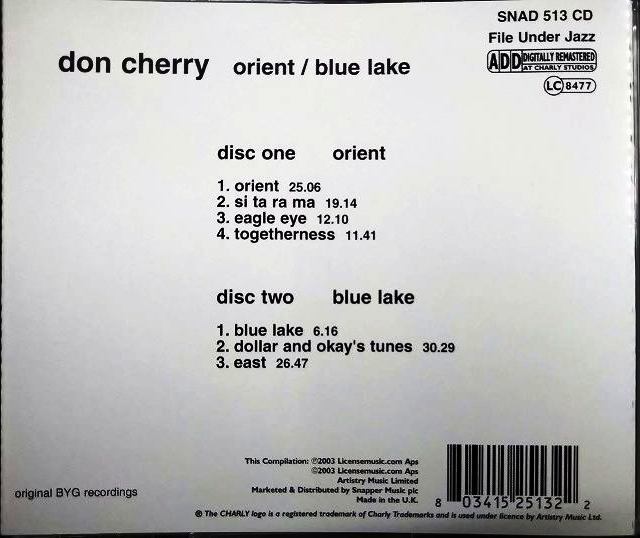 SNAD 513 CD
File Under Jazz
ADD DIGITALLY REMASTERED
AT CHARLY STUDIOS
LC 8477
don cherry orient / blue lake
disc one orient
1. orient 25.06
2. si ta ra ma 19.14
3. eagle eye 12.10
4. togetherness 11.41
disc two blue lake
1. blue lake 6.16
2. dollar and okay's tunes 30.29
3. east 26.47
This Compilation: ℗2003 Licensemusic.com Aps
©2003 Licensemusic.com Aps
Artistry Music Limited
Marketed & Distributed by Snapper Music plc
Made in the U.K.
original BYG recordings
8 03415 25132 2
® The CHARLY logo is a registered trademark of Charly Trademarks and is used under licence by Artistry Music Ltd.